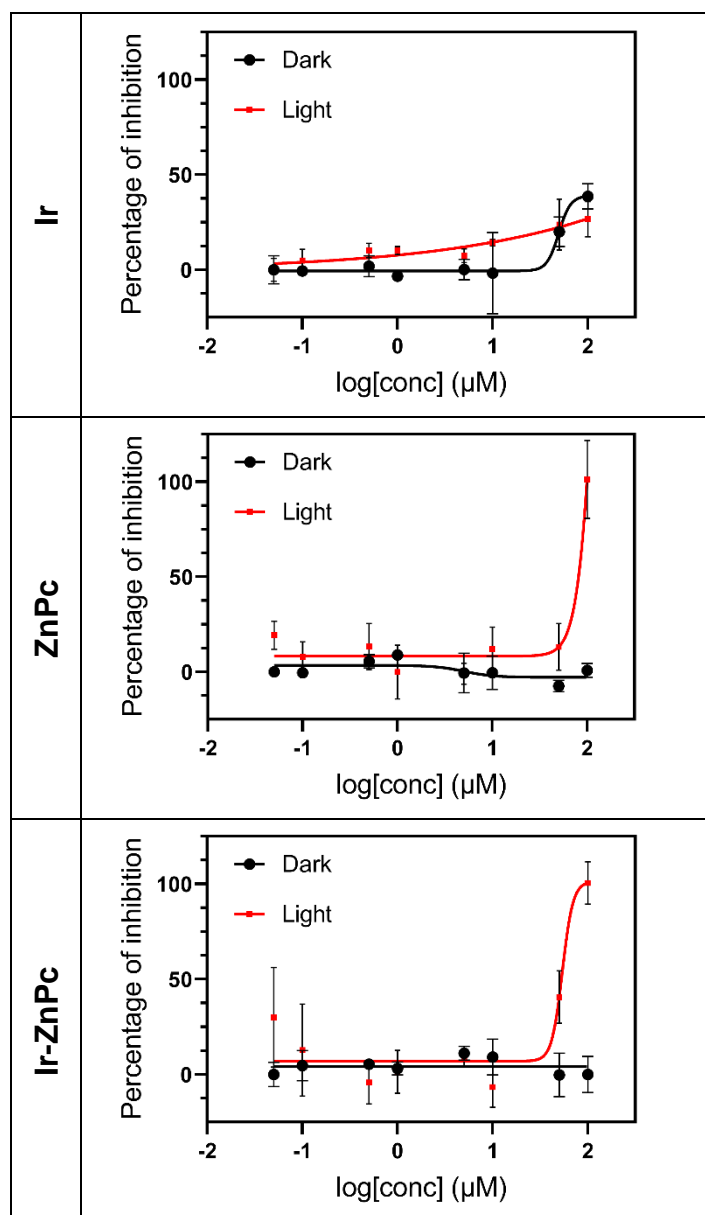 Ir
Percentage of inhibition
Dark
Light
100
50
0
-2 -1 0 1 2
log[conc] (µM)
ZnPc
Percentage of inhibition
Dark
Light
100
50
0
-2 -1 0 1 2
log[conc] (µM)
Ir-ZnPc
Percentage of inhibition
Dark
Light
100
50
0
-2 -1 0 1 2
log[conc] (µM)